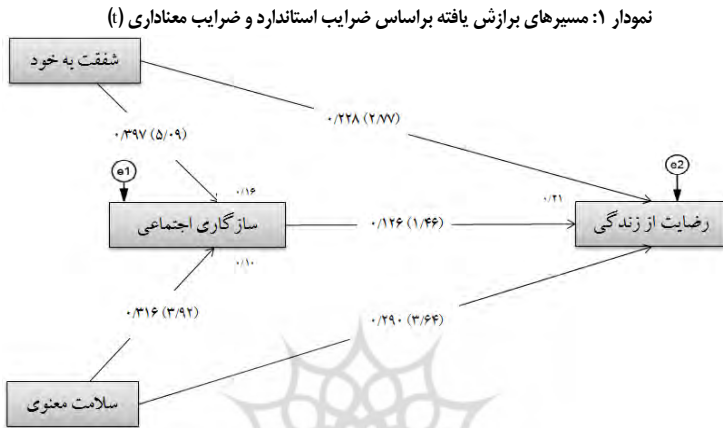 نمودار ۱: مسیرهای برازش یافته براساس ضرایب استاندارد و ضرایب معناداری (t)
شفقت به خود
۰/۲۲۸ (۲/۷۷)
۰/۳۹۷ (۵/۰۹)
e1
e2
۰/۱۶
۰/۲۱
سازگاری اجتماعی
۰/۱۲۶ (۱/۴۶)
رضایت از زندگی
۰/۱۰
۰/۳۱۶ (۳/۹۲)
۰/۲۹۰ (۳/۶۴)
سلامت معنوی